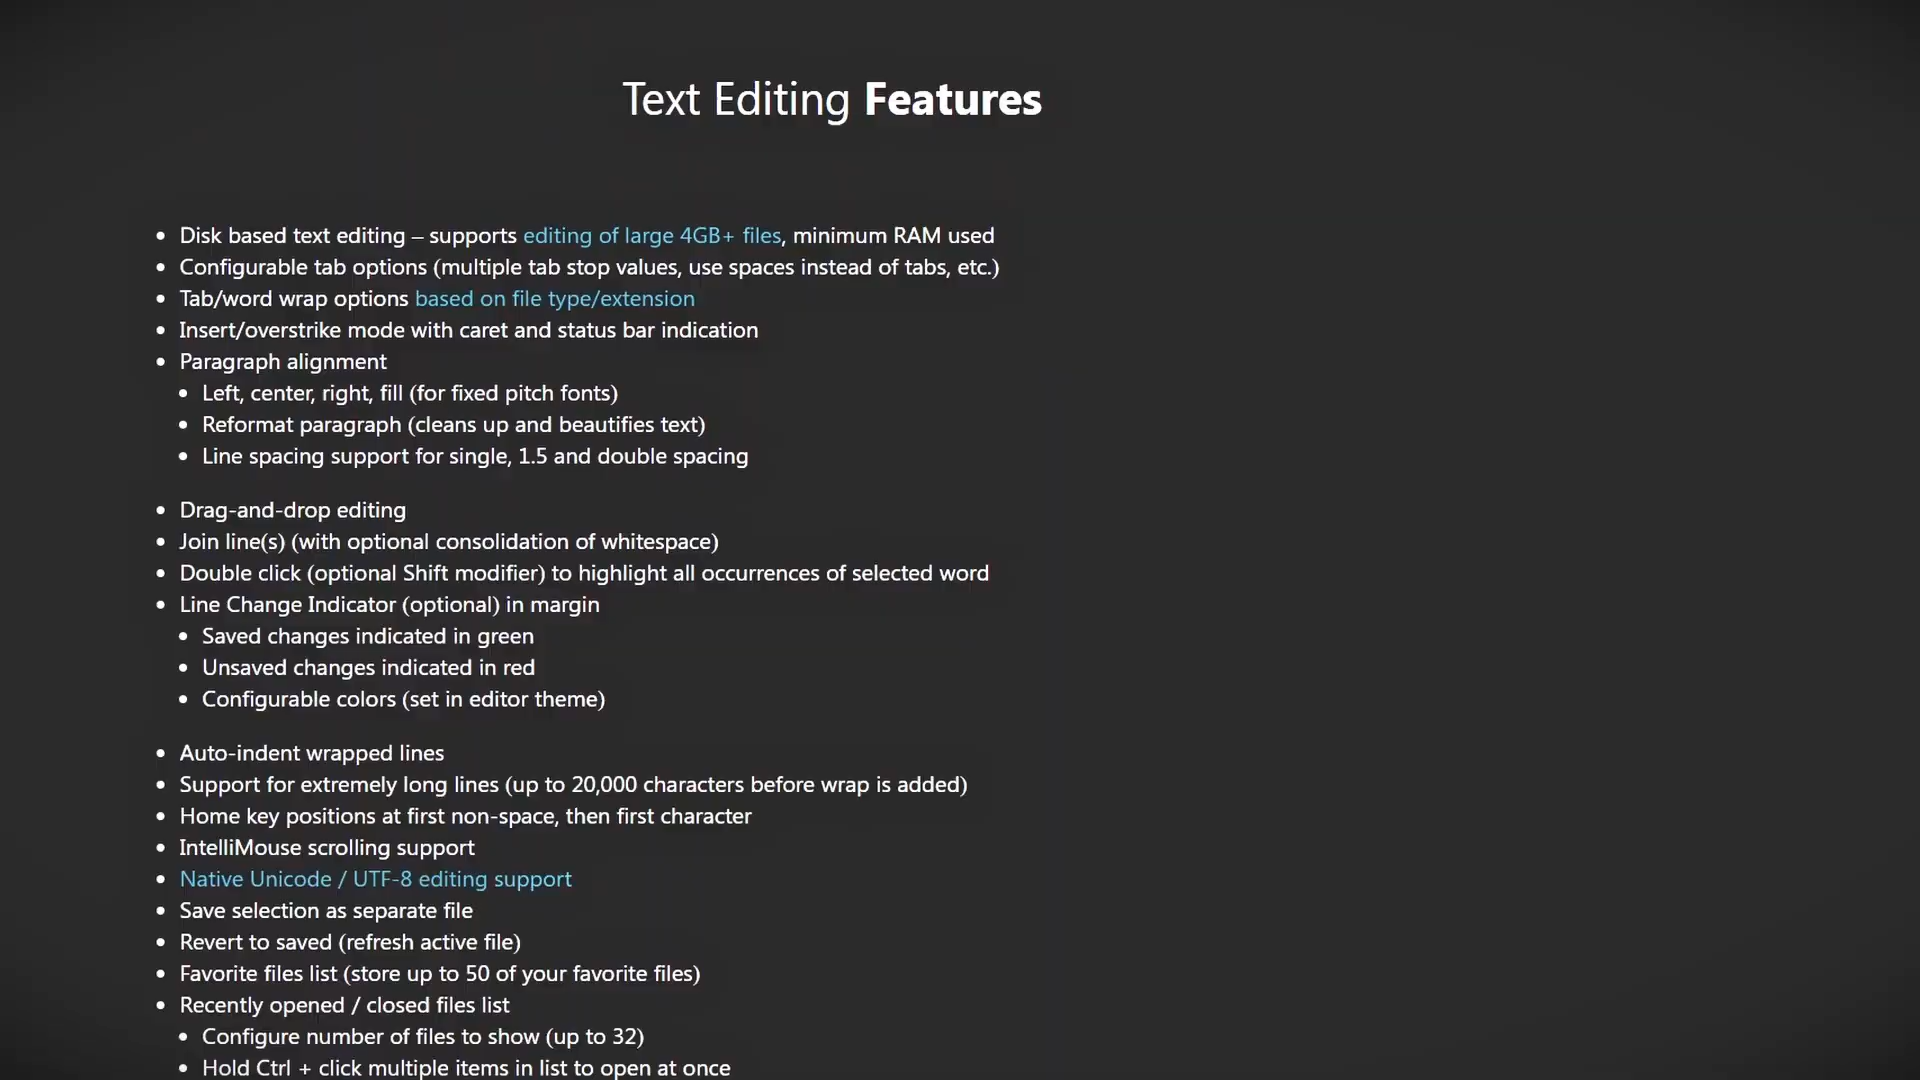 Text Editing Features
• Disk based text editing – supports editing of large 4GB+ files, minimum RAM used
• Configurable tab options (multiple tab stop values, use spaces instead of tabs, etc.)
• Tab/word wrap options based on file type/extension
• Insert/overstrike mode with caret and status bar indication
• Paragraph alignment
• Left, center, right, fill (for fixed pitch fonts)
• Reformat paragraph (cleans up and beautifies text)
• Line spacing support for single, 1.5 and double spacing
• Drag-and-drop editing
• Join line(s) (with optional consolidation of whitespace)
• Double click (optional Shift modifier) to highlight all occurrences of selected word
• Line Change Indicator (optional) in margin
• Saved changes indicated in green
• Unsaved changes indicated in red
• Configurable colors (set in editor theme)
• Auto-indent wrapped lines
• Support for extremely long lines (up to 20,000 characters before wrap is added)
• Home key positions at first non-space, then first character
• IntelliMouse scrolling support
• Native Unicode / UTF-8 editing support
• Save selection as separate file
• Revert to saved (refresh active file)
• Favorite files list (store up to 50 of your favorite files)
• Recently opened / closed files list
• Configure number of files to show (up to 32)
• Hold Ctrl + click multiple items in list to open at once